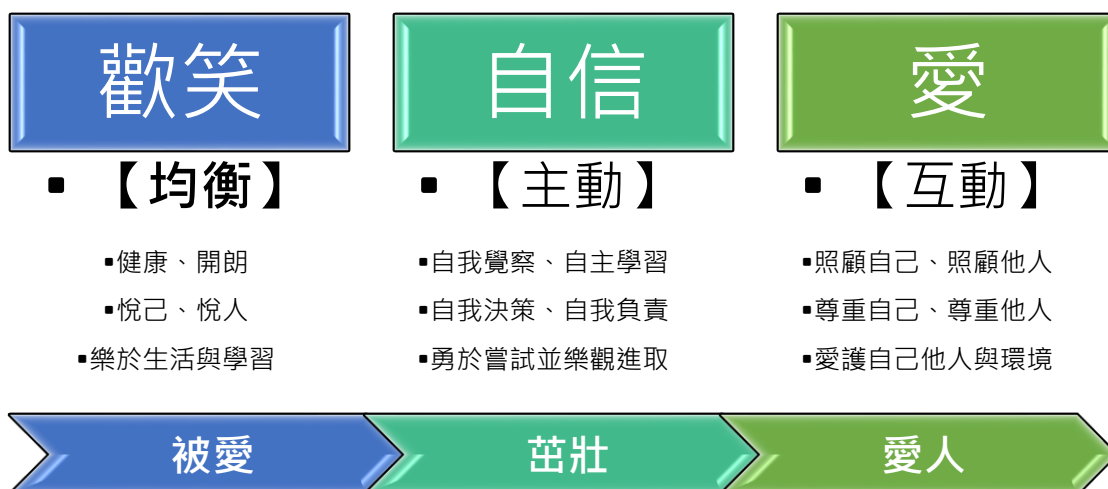 歡笑
▪【均衡】
▪健康、開朗
▪悅己、悅人
▪樂於生活與學習
自信
▪【主動】
▪自我覺察、自主學習
▪自我決策、自我負責
▪勇於嘗試並樂觀進取
愛
▪【互動】
▪照顧自己、照顧他人
▪尊重自己、尊重他人
▪愛護自己他人與環境
被愛
茁壯
愛人